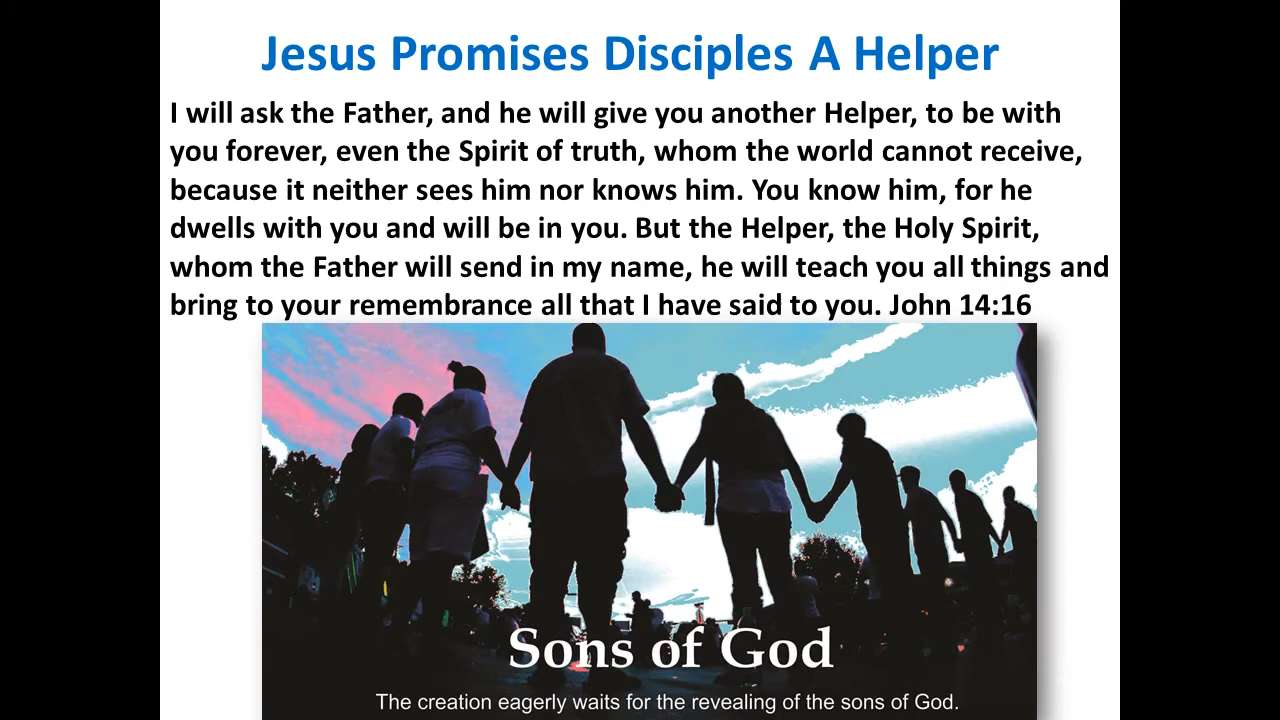 Jesus Promises Disciples A Helper
I will ask the Father, and he will give you another Helper, to be with
you forever, even the Spirit of truth, whom the world cannot receive,
because it neither sees him nor knows him. You know him, for he
dwells with you and will be in you. But the Helper, the Holy Spirit,
whom the Father will send in my name, he will teach you all things and
bring to your remembrance all that I have said to you. John 14:16
Sons of God
The creation eagerly waits for the revealing of the sons of God.